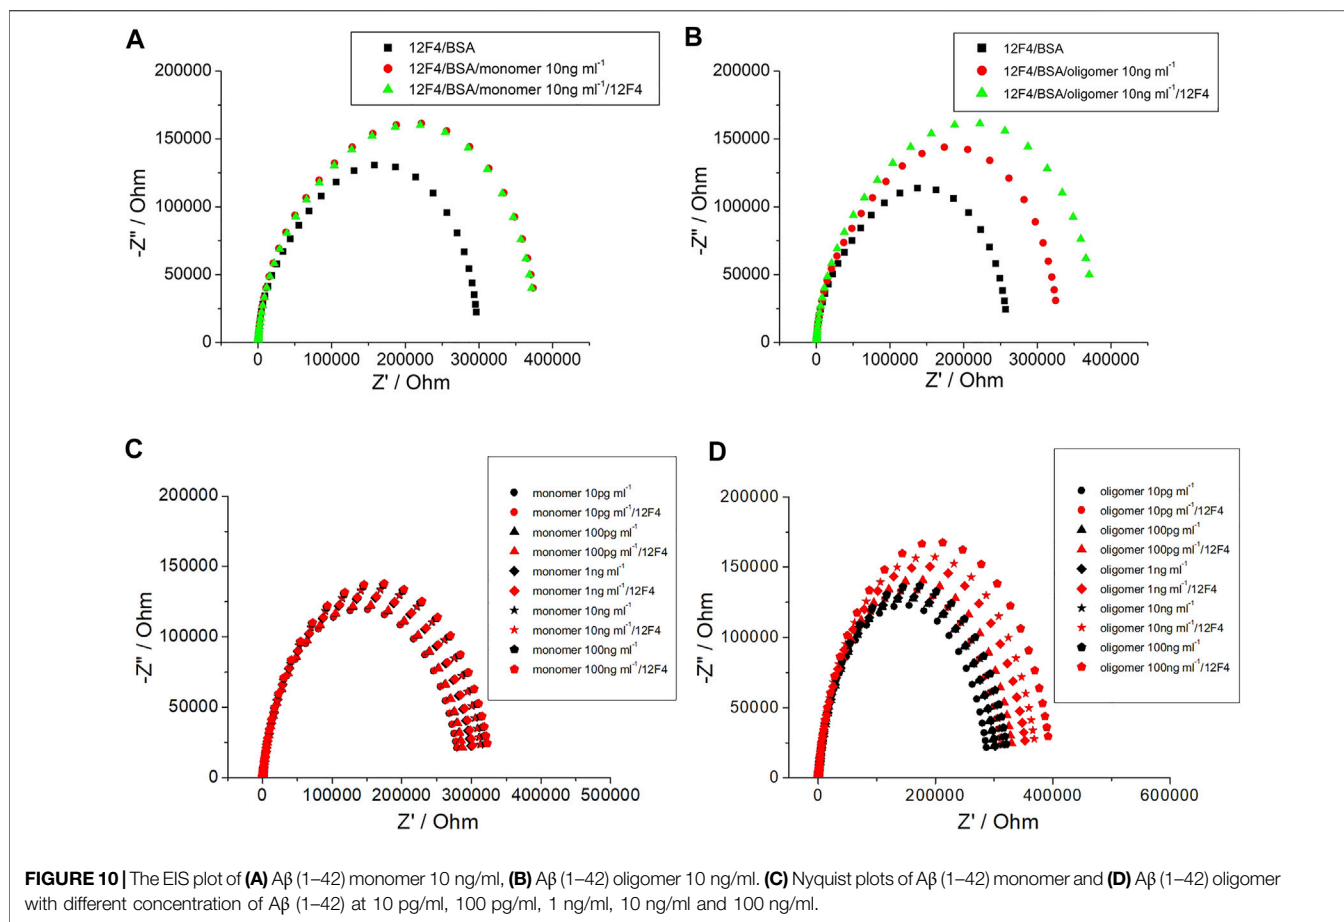 A
12F4/BSA
12F4/BSA/monomer 10ng ml⁻¹
12F4/BSA/monomer 10ng ml⁻¹/12F4
200000
150000
100000
50000
0
-Z" / Ohm
0 100000 200000 300000 400000
Z' / Ohm
B
12F4/BSA
12F4/BSA/oligomer 10ng ml⁻¹
12F4/BSA/oligomer 10ng ml⁻¹/12F4
200000
150000
100000
50000
0
-Z" / Ohm
0 100000 200000 300000 400000
Z' / Ohm
C
monomer 10pg ml⁻¹
monomer 10pg ml⁻¹/12F4
monomer 100pg ml⁻¹
monomer 100pg ml⁻¹/12F4
monomer 1ng ml⁻¹
monomer 1ng ml⁻¹/12F4
monomer 10ng ml⁻¹
monomer 10ng ml⁻¹/12F4
monomer 100ng ml⁻¹
monomer 100ng ml⁻¹/12F4
200000
150000
100000
50000
0
-Z" / Ohm
0 100000 200000 300000 400000 500000
Z' / Ohm
D
oligomer 10pg ml⁻¹
oligomer 10pg ml⁻¹/12F4
oligomer 100pg ml⁻¹
oligomer 100pg ml⁻¹/12F4
oligomer 1ng ml⁻¹
oligomer 1ng ml⁻¹/12F4
oligomer 10ng ml⁻¹
oligomer 10ng ml⁻¹/12F4
oligomer 100ng ml⁻¹
oligomer 100ng ml⁻¹/12F4
200000
150000
100000
50000
0
-Z" / Ohm
0 200000 400000 600000
Z' / Ohm
FIGURE 10 | The EIS plot of (A) Aβ (1–42) monomer 10 ng/ml, (B) Aβ (1–42) oligomer 10 ng/ml. (C) Nyquist plots of Aβ (1–42) monomer and (D) Aβ (1–42) oligomer
with different concentration of Aβ (1–42) at 10 pg/ml, 100 pg/ml, 1 ng/ml, 10 ng/ml and 100 ng/ml.